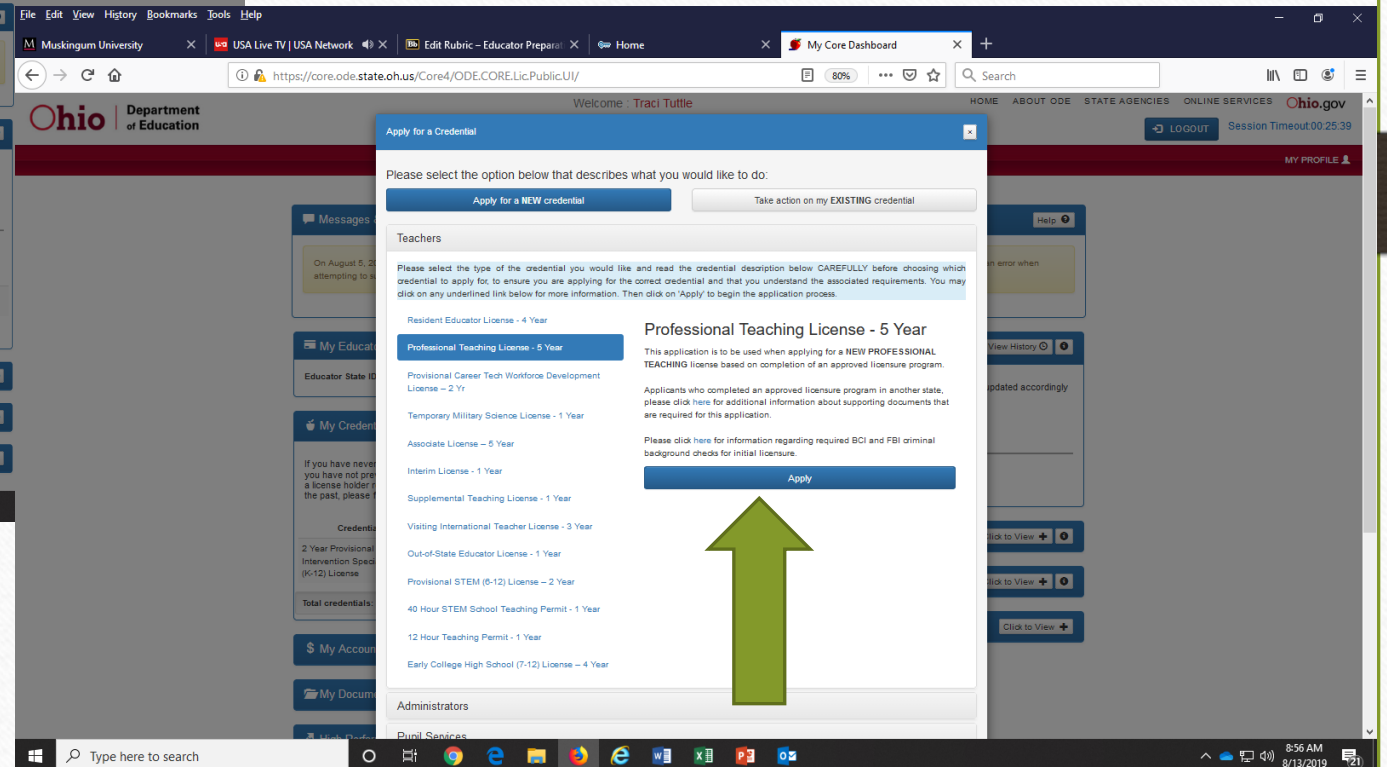 File Edit View History Bookmarks Tools Help
Muskingum University
USA Live TV | USA Network
Edit Rubric – Educator Preparat
Home
My Core Dashboard
https://core.ode.state.oh.us/Core4/ODE.CORE.Lic.Public.UI/
80%
Search
Ohio Department of Education
Welcome : Traci Tuttle
HOME ABOUT ODE STATE AGENCIES ONLINE SERVICES Ohio.gov
LOGOUT Session Timeout:00:25:39
MY PROFILE
Apply for a Credential
Please select the option below that describes what you would like to do:
Apply for a NEW credential
Take action on my EXISTING credential
Messages
Help
On August 5, 20
attempting to su
an error when
Teachers
Please select the type of the credential you would like and read the credential description below CAREFULLY before choosing which
credential to apply for, to ensure you are applying for the correct credential and that you understand the associated requirements. You may
click on any underlined link below for more information. Then click on 'Apply' to begin the application process.
Resident Educator License - 4 Year
Professional Teaching License - 5 Year
Provisional Career Tech Workforce Development
License – 2 Yr
Temporary Military Science License - 1 Year
Associate License – 5 Year
Interim License - 1 Year
Supplemental Teaching License - 1 Year
Visiting International Teacher License - 3 Year
Out-of-State Educator License - 1 Year
Provisional STEM (6-12) License – 2 Year
40 Hour STEM School Teaching Permit - 1 Year
12 Hour Teaching Permit - 1 Year
Early College High School (7-12) License – 4 Year
Professional Teaching License - 5 Year
This application is to be used when applying for a NEW PROFESSIONAL
TEACHING license based on completion of an approved licensure program.
Applicants who completed an approved licensure program in another state,
please click here for additional information about supporting documents that
are required for this application.
Please click here for information regarding required BCI and FBI criminal
background checks for initial licensure.
Apply
Administrators
Pupil Services
My Educato
View History
Educator State ID
updated accordingly
My Credent
If you have never
you have not pre
a license holder r
the past, please f
Credentia
2 Year Provisional
Intervention Speci
(K-12) License
Total credentials:
Click to View
Click to View
Click to View
$ My Accoun
My Docume
High Perfo
Type here to search
8:56 AM
8/13/2019
21